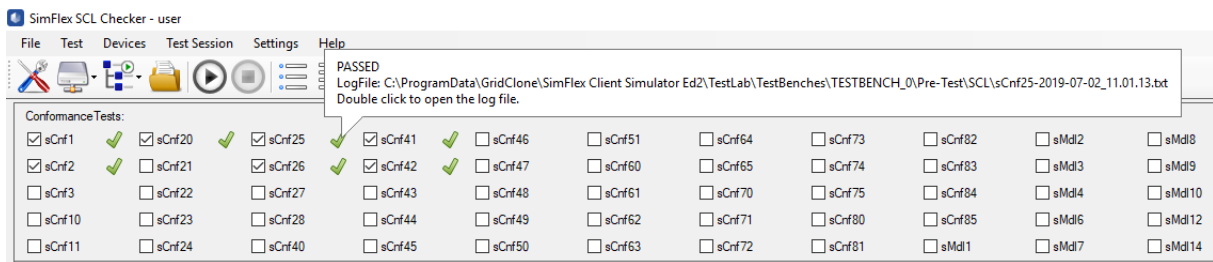 SimFlex SCL Checker - user
File Test Devices Test Session Settings Help
PASSED
LogFile: C:\ProgramData\GridClone\SimFlex Client Simulator Ed2\TestLab\TestBenches\TESTBENCH_0\Pre-Test\SCL\sCnf25-2019-07-02_11.01.13.txt
Double click to open the log file.
Conformance Tests:
sCnf1 sCnf20 sCnf25 sCnf41 sCnf46 sCnf51 sCnf64 sCnf73 sCnf82 sMdl2 sMdl8
sCnf2 sCnf21 sCnf26 sCnf42 sCnf47 sCnf60 sCnf65 sCnf74 sCnf83 sMdl3 sMdl9
sCnf3 sCnf22 sCnf27 sCnf43 sCnf48 sCnf61 sCnf70 sCnf75 sCnf84 sMdl4 sMdl10
sCnf10 sCnf23 sCnf28 sCnf44 sCnf49 sCnf62 sCnf71 sCnf80 sCnf85 sMdl6 sMdl12
sCnf11 sCnf24 sCnf40 sCnf45 sCnf50 sCnf63 sCnf72 sCnf81 sMdl1 sMdl7 sMdl14